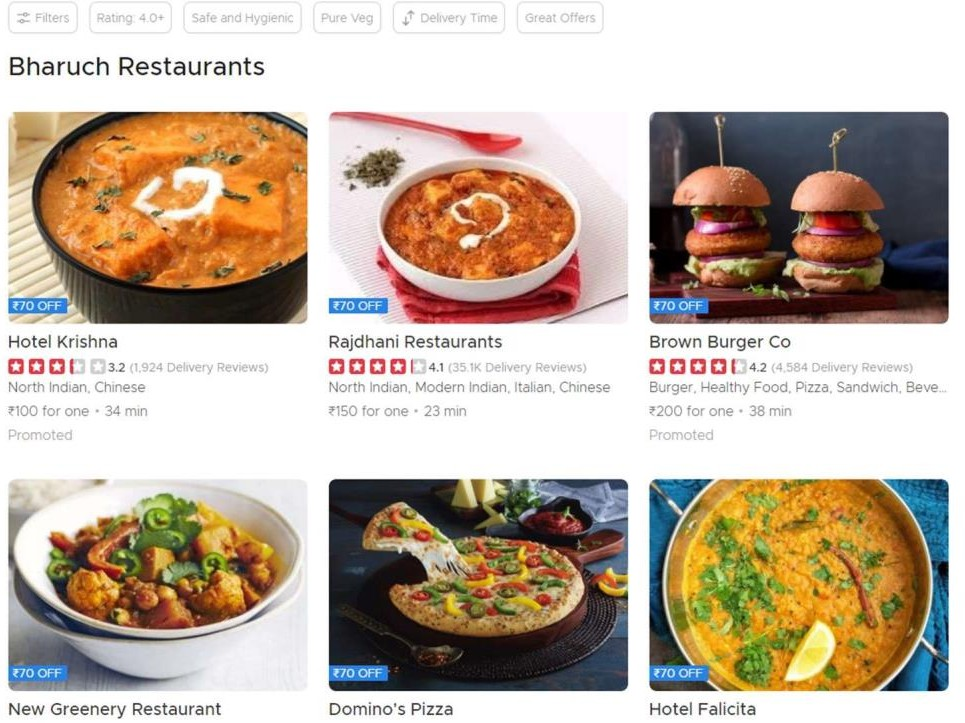 Filters Rating: 4.0+ Safe and Hygienic Pure Veg Delivery Time Great Offers
Bharuch Restaurants
₹70 OFF ₹70 OFF ₹70 OFF
Hotel Krishna Rajdhani Restaurants Brown Burger Co
3.2 (1,924 Delivery Reviews) 4.1 (35.1K Delivery Reviews) 4.2 (4,584 Delivery Reviews)
North Indian, Chinese North Indian, Modern Indian, Italian, Chinese Burger, Healthy Food, Pizza, Sandwich, Beve...
₹100 for one • 34 min ₹150 for one • 23 min ₹200 for one • 38 min
Promoted Promoted
₹70 OFF ₹70 OFF ₹70 OFF
New Greenery Restaurant Domino's Pizza Hotel Falicita